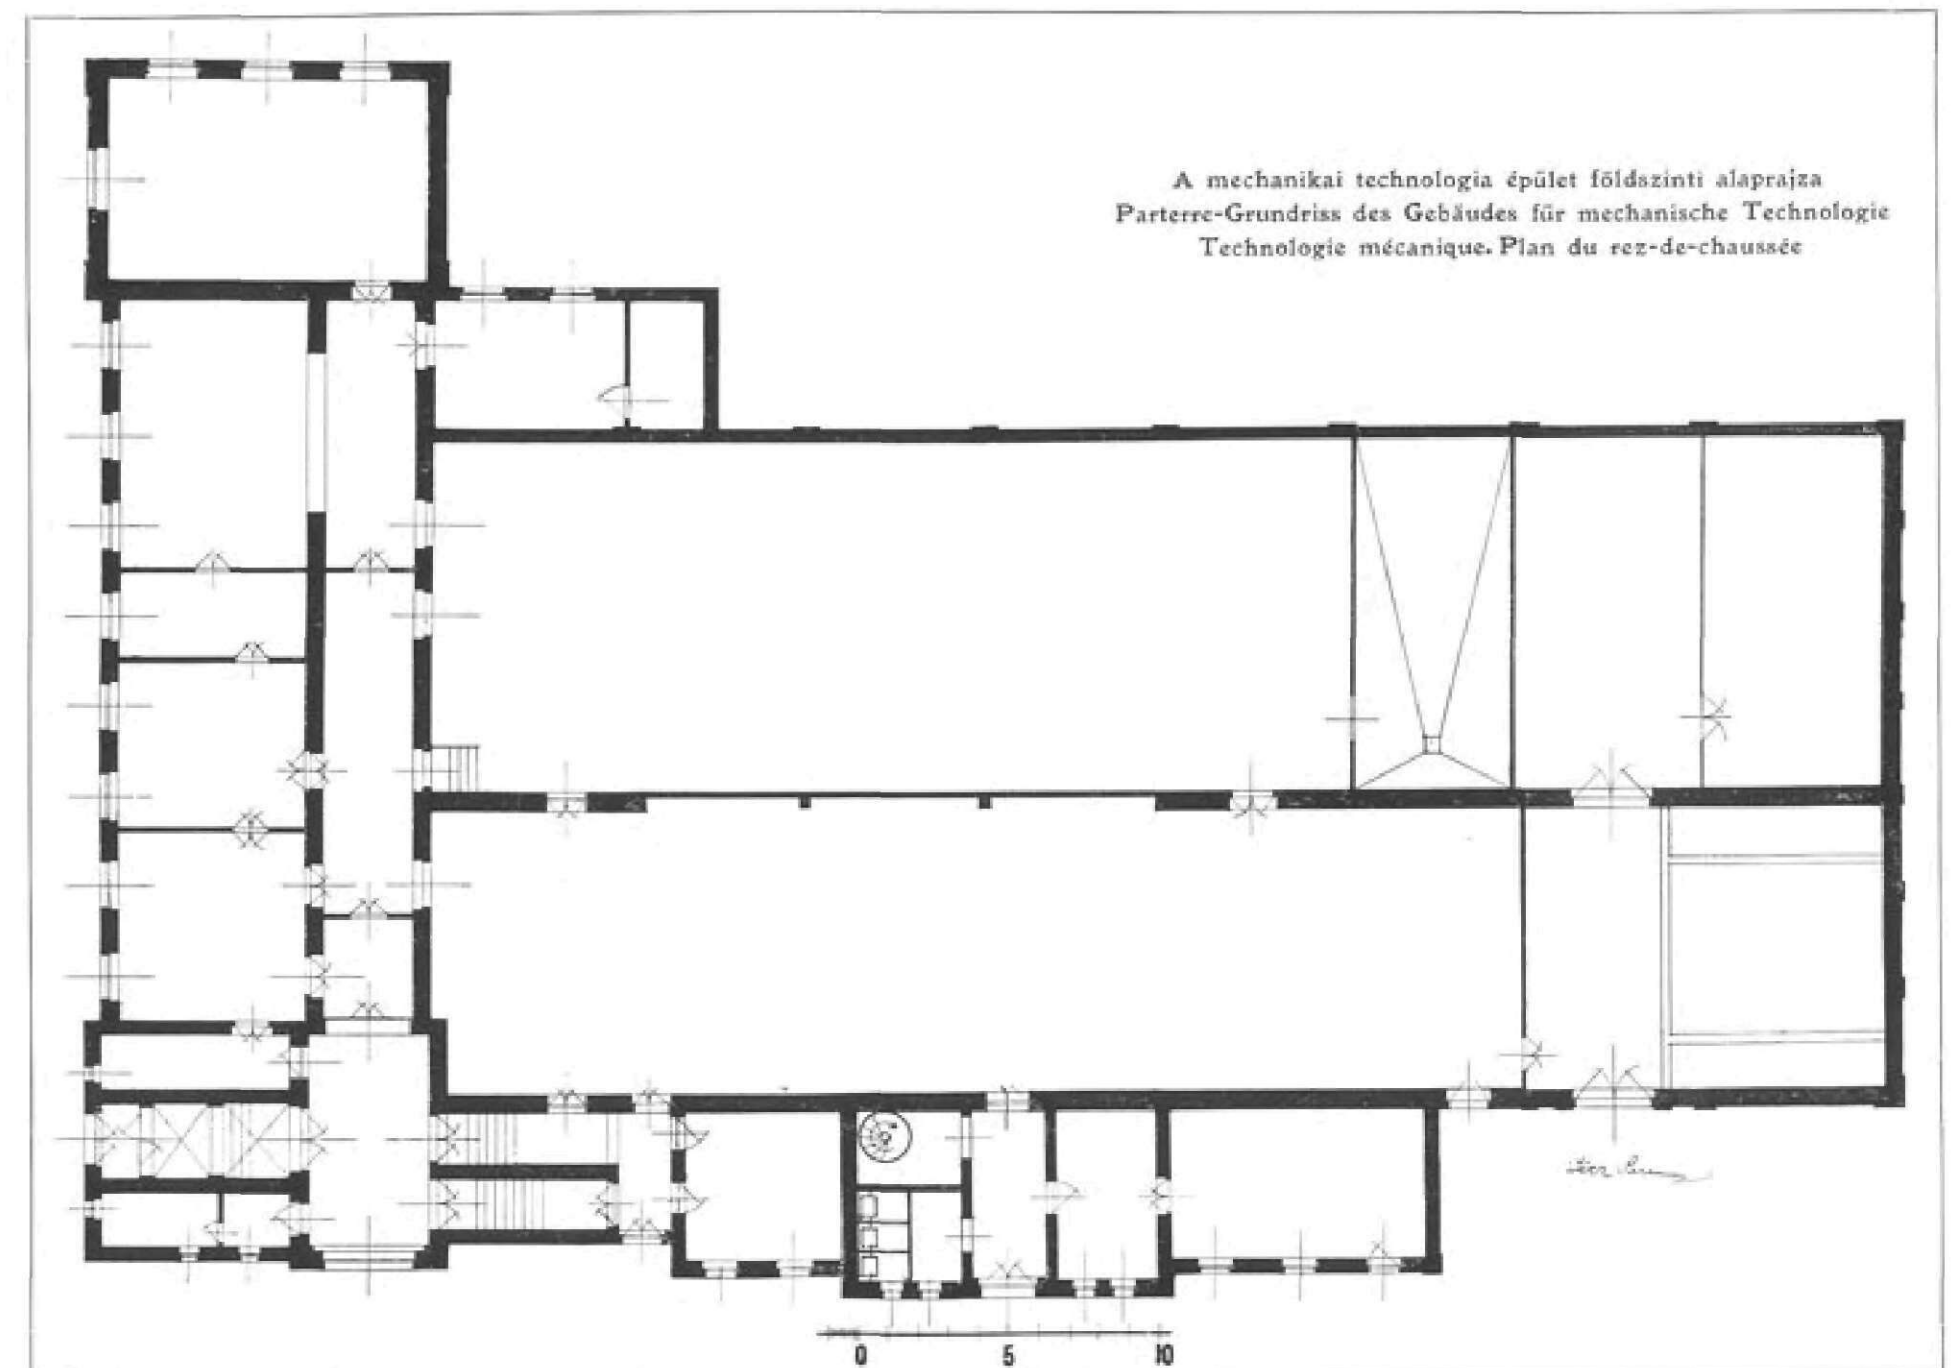 A mechanikai technologia épület földszinti alaprajza
Parterre-Grundriss des Gebäudes für mechanische Technologie
Technologie mécanique. Plan du rez-de-chaussée
0 5 10